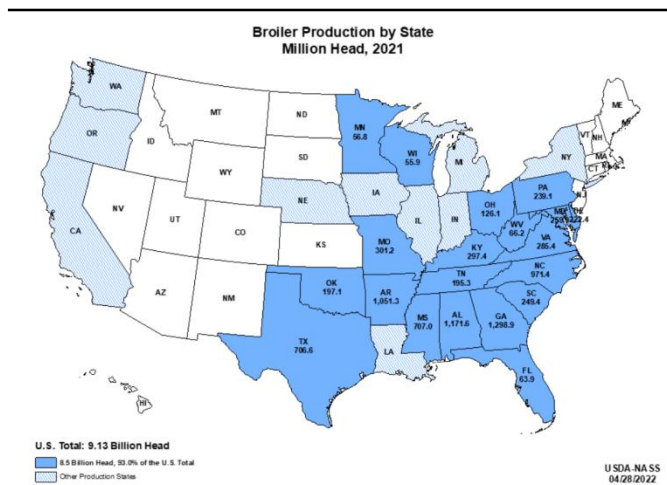 Broiler Production by State
Million Head, 2021
WA
MT
ND
MN
56.8
ME
OR
ID
SD
WI
55.9
MI
VT
NH
NY
MA
CT
WY
IA
NE
PA
239.1
NJ
NV
UT
CO
IL
IN
OH
126.1
WV
66.2
MD
DE
222.4
CA
KS
MO
301.2
KY
297.4
VA
285.4
AZ
NM
OK
197.1
AR
1,051.3
TN
195.3
NC
971.4
SC
249.4
TX
706.6
LA
MS
707.0
AL
1,171.6
GA
1,298.9
FL
63.9
HI
U.S. Total: 9.13 Billion Head
8.5 Billion Head, 93.0% of the U.S. Total
Other Production States
USDA-NASS
04/28/2022